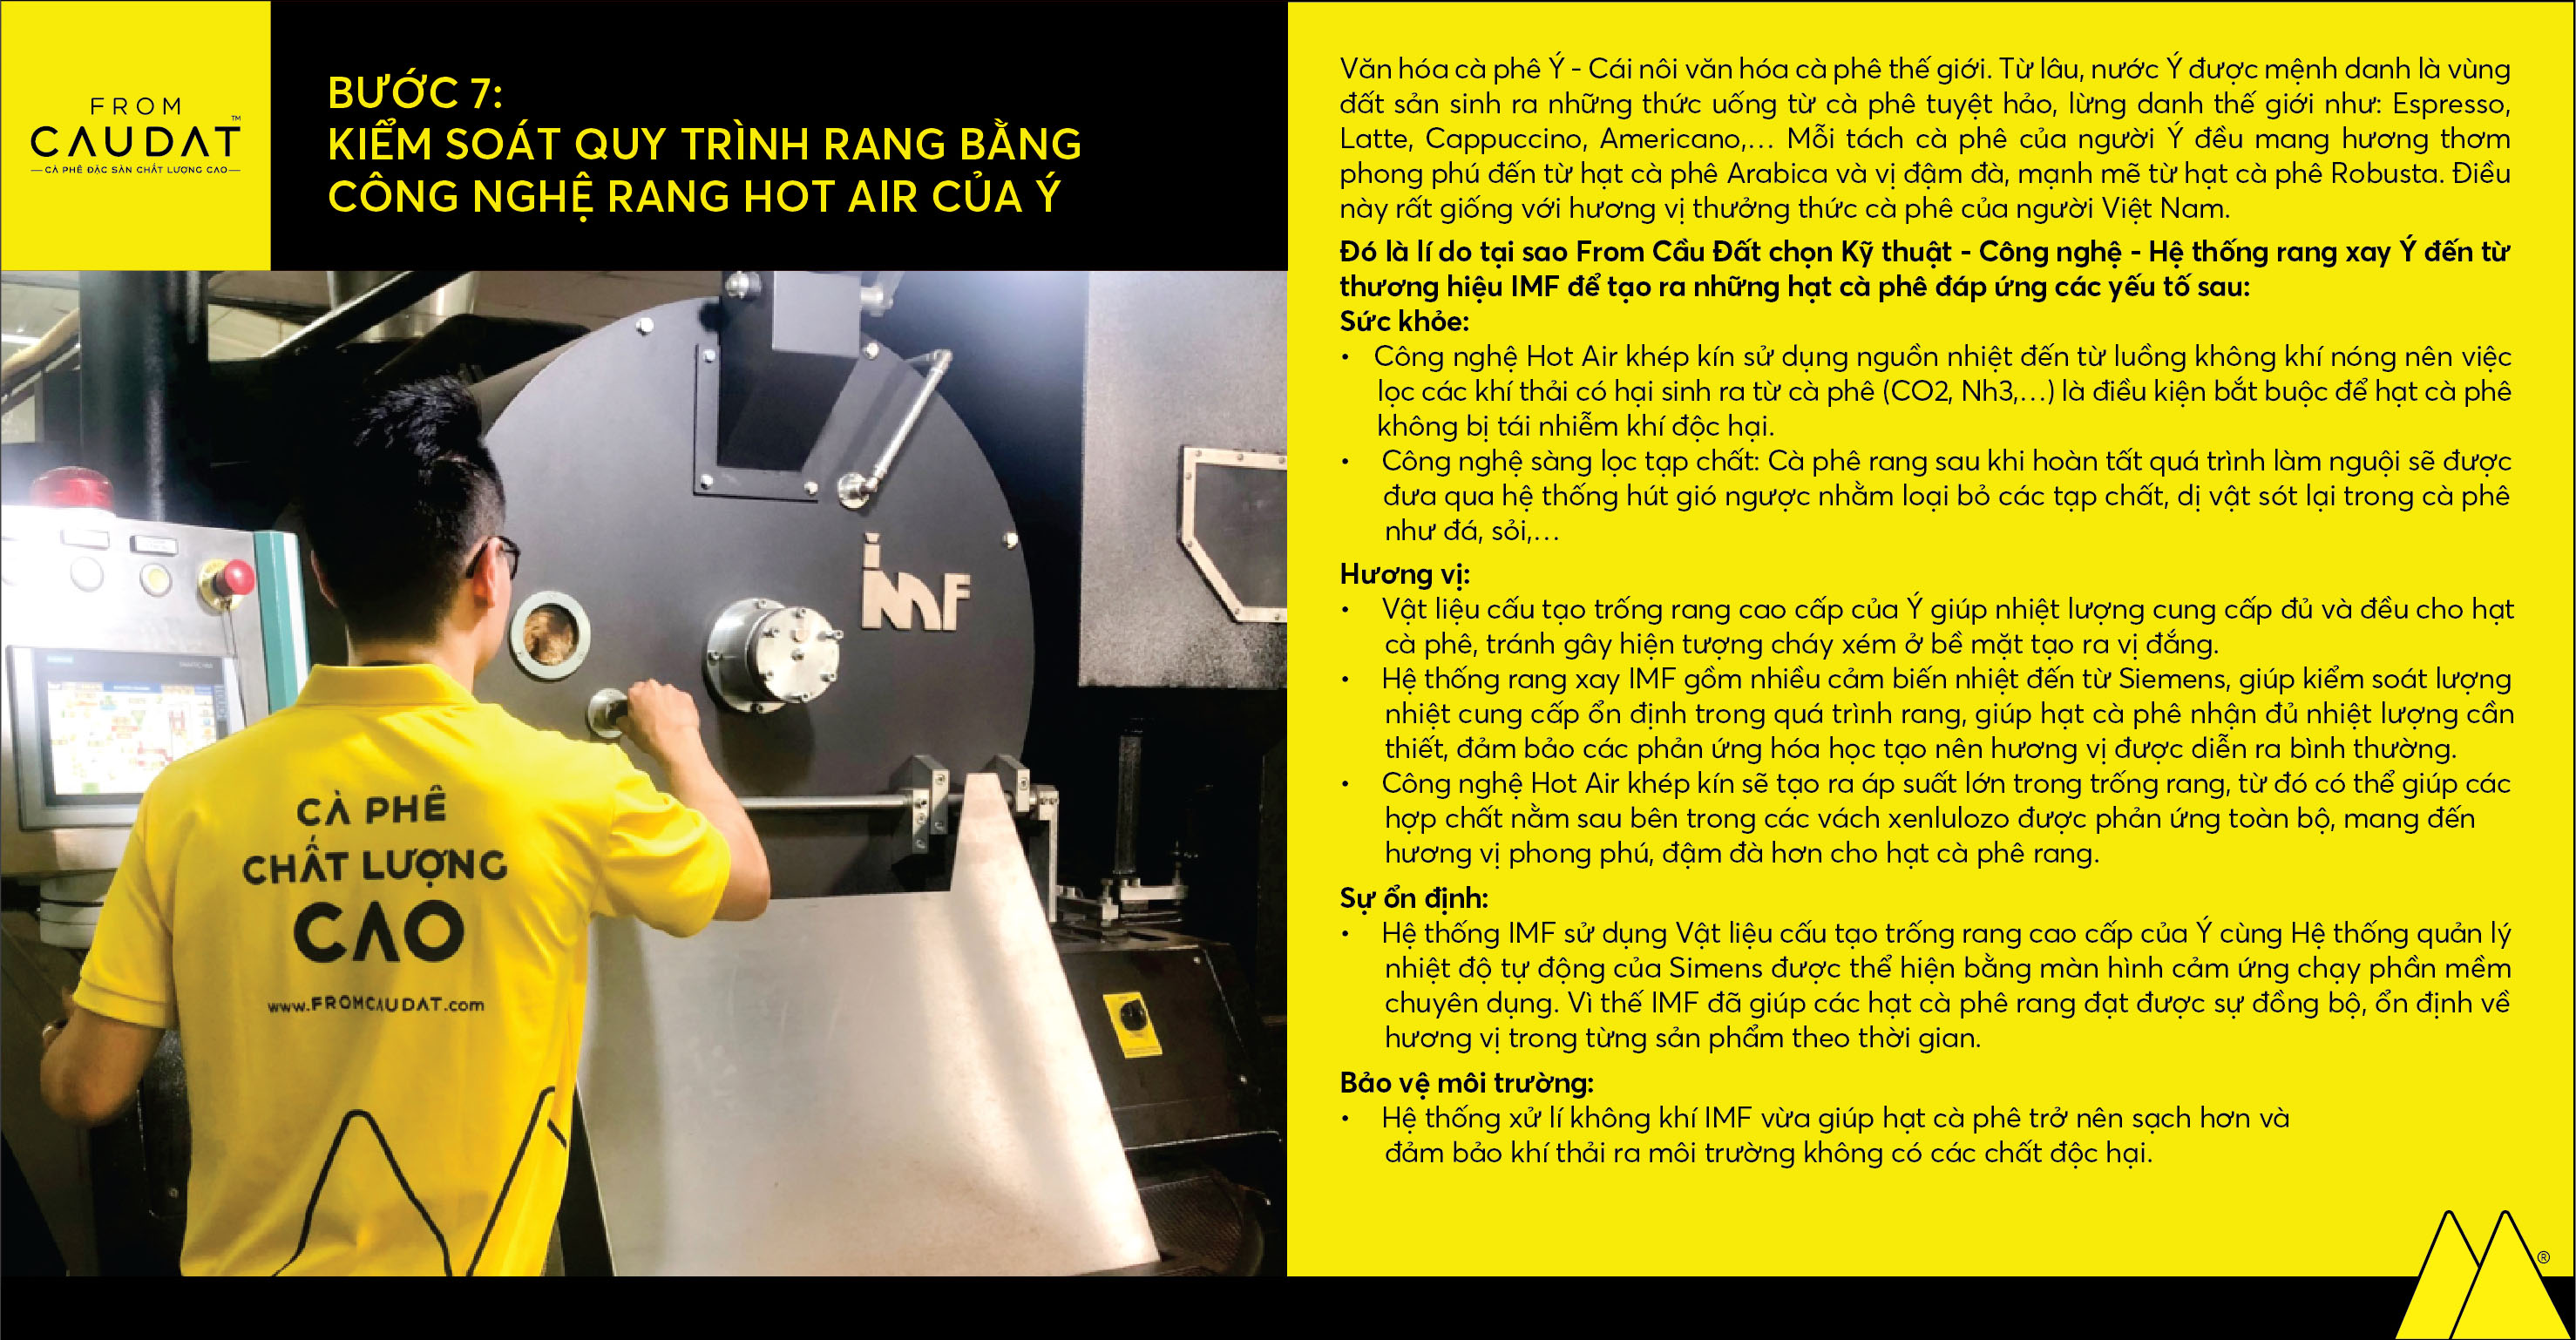 FROM
CAUDAT™
CÀ PHÊ ĐẶC SẢN CHẤT LƯỢNG CAO
BƯỚC 7:
KIỂM SOÁT QUY TRÌNH RANG BẰNG
CÔNG NGHỆ RANG HOT AIR CỦA Ý
imF
CÀ PHÊ
CHẤT LƯỢNG
CAO
www.FROMCAUDAT.com
Văn hóa cà phê Ý - Cái nôi văn hóa cà phê thế giới. Từ lâu, nước Ý được mệnh danh là vùng
đất sản sinh ra những thức uống từ cà phê tuyệt hảo, lừng danh thế giới như: Espresso,
Latte, Cappuccino, Americano,... Mỗi tách cà phê của người Ý đều mang hương thơm
phong phú đến từ hạt cà phê Arabica và vị đậm đà, mạnh mẽ từ hạt cà phê Robusta. Điều
này rất giống với hương vị thưởng thức cà phê của người Việt Nam.
Đó là lí do tại sao From Cầu Đất chọn Kỹ thuật - Công nghệ - Hệ thống rang xay Ý đến từ
thương hiệu IMF để tạo ra những hạt cà phê đáp ứng các yếu tố sau:
Sức khỏe:
• Công nghệ Hot Air khép kín sử dụng nguồn nhiệt đến từ luồng không khí nóng nên việc
lọc các khí thải có hại sinh ra từ cà phê (CO2, Nh3,...) là điều kiện bắt buộc để hạt cà phê
không bị tái nhiễm khí độc hại.
• Công nghệ sàng lọc tạp chất: Cà phê rang sau khi hoàn tất quá trình làm nguội sẽ được
đưa qua hệ thống hút gió ngược nhằm loại bỏ các tạp chất, dị vật sót lại trong cà phê
như đá, sỏi,...
Hương vị:
• Vật liệu cấu tạo trống rang cao cấp của Ý giúp nhiệt lượng cung cấp đủ và đều cho hạt
cà phê, tránh gây hiện tượng cháy xém ở bề mặt tạo ra vị đắng.
• Hệ thống rang xay IMF gồm nhiều cảm biến nhiệt đến từ Siemens, giúp kiểm soát lượng
nhiệt cung cấp ổn định trong quá trình rang, giúp hạt cà phê nhận đủ nhiệt lượng cần
thiết, đảm bảo các phản ứng hóa học tạo nên hương vị được diễn ra bình thường.
• Công nghệ Hot Air khép kín sẽ tạo ra áp suất lớn trong trống rang, từ đó có thể giúp các
hợp chất nằm sau bên trong các vách xenlulozo được phản ứng toàn bộ, mang đến
hương vị phong phú, đậm đà hơn cho hạt cà phê rang.
Sự ổn định:
• Hệ thống IMF sử dụng Vật liệu cấu tạo trống rang cao cấp của Ý cùng Hệ thống quản lý
nhiệt độ tự động của Simens được thể hiện bằng màn hình cảm ứng chạy phần mềm
chuyên dụng. Vì thế IMF đã giúp các hạt cà phê rang đạt được sự đồng bộ, ổn định về
hương vị trong từng sản phẩm theo thời gian.
Bảo vệ môi trường:
• Hệ thống xử lí không khí IMF vừa giúp hạt cà phê trở nên sạch hơn và
đảm bảo khí thải ra môi trường không có các chất độc hại.
®